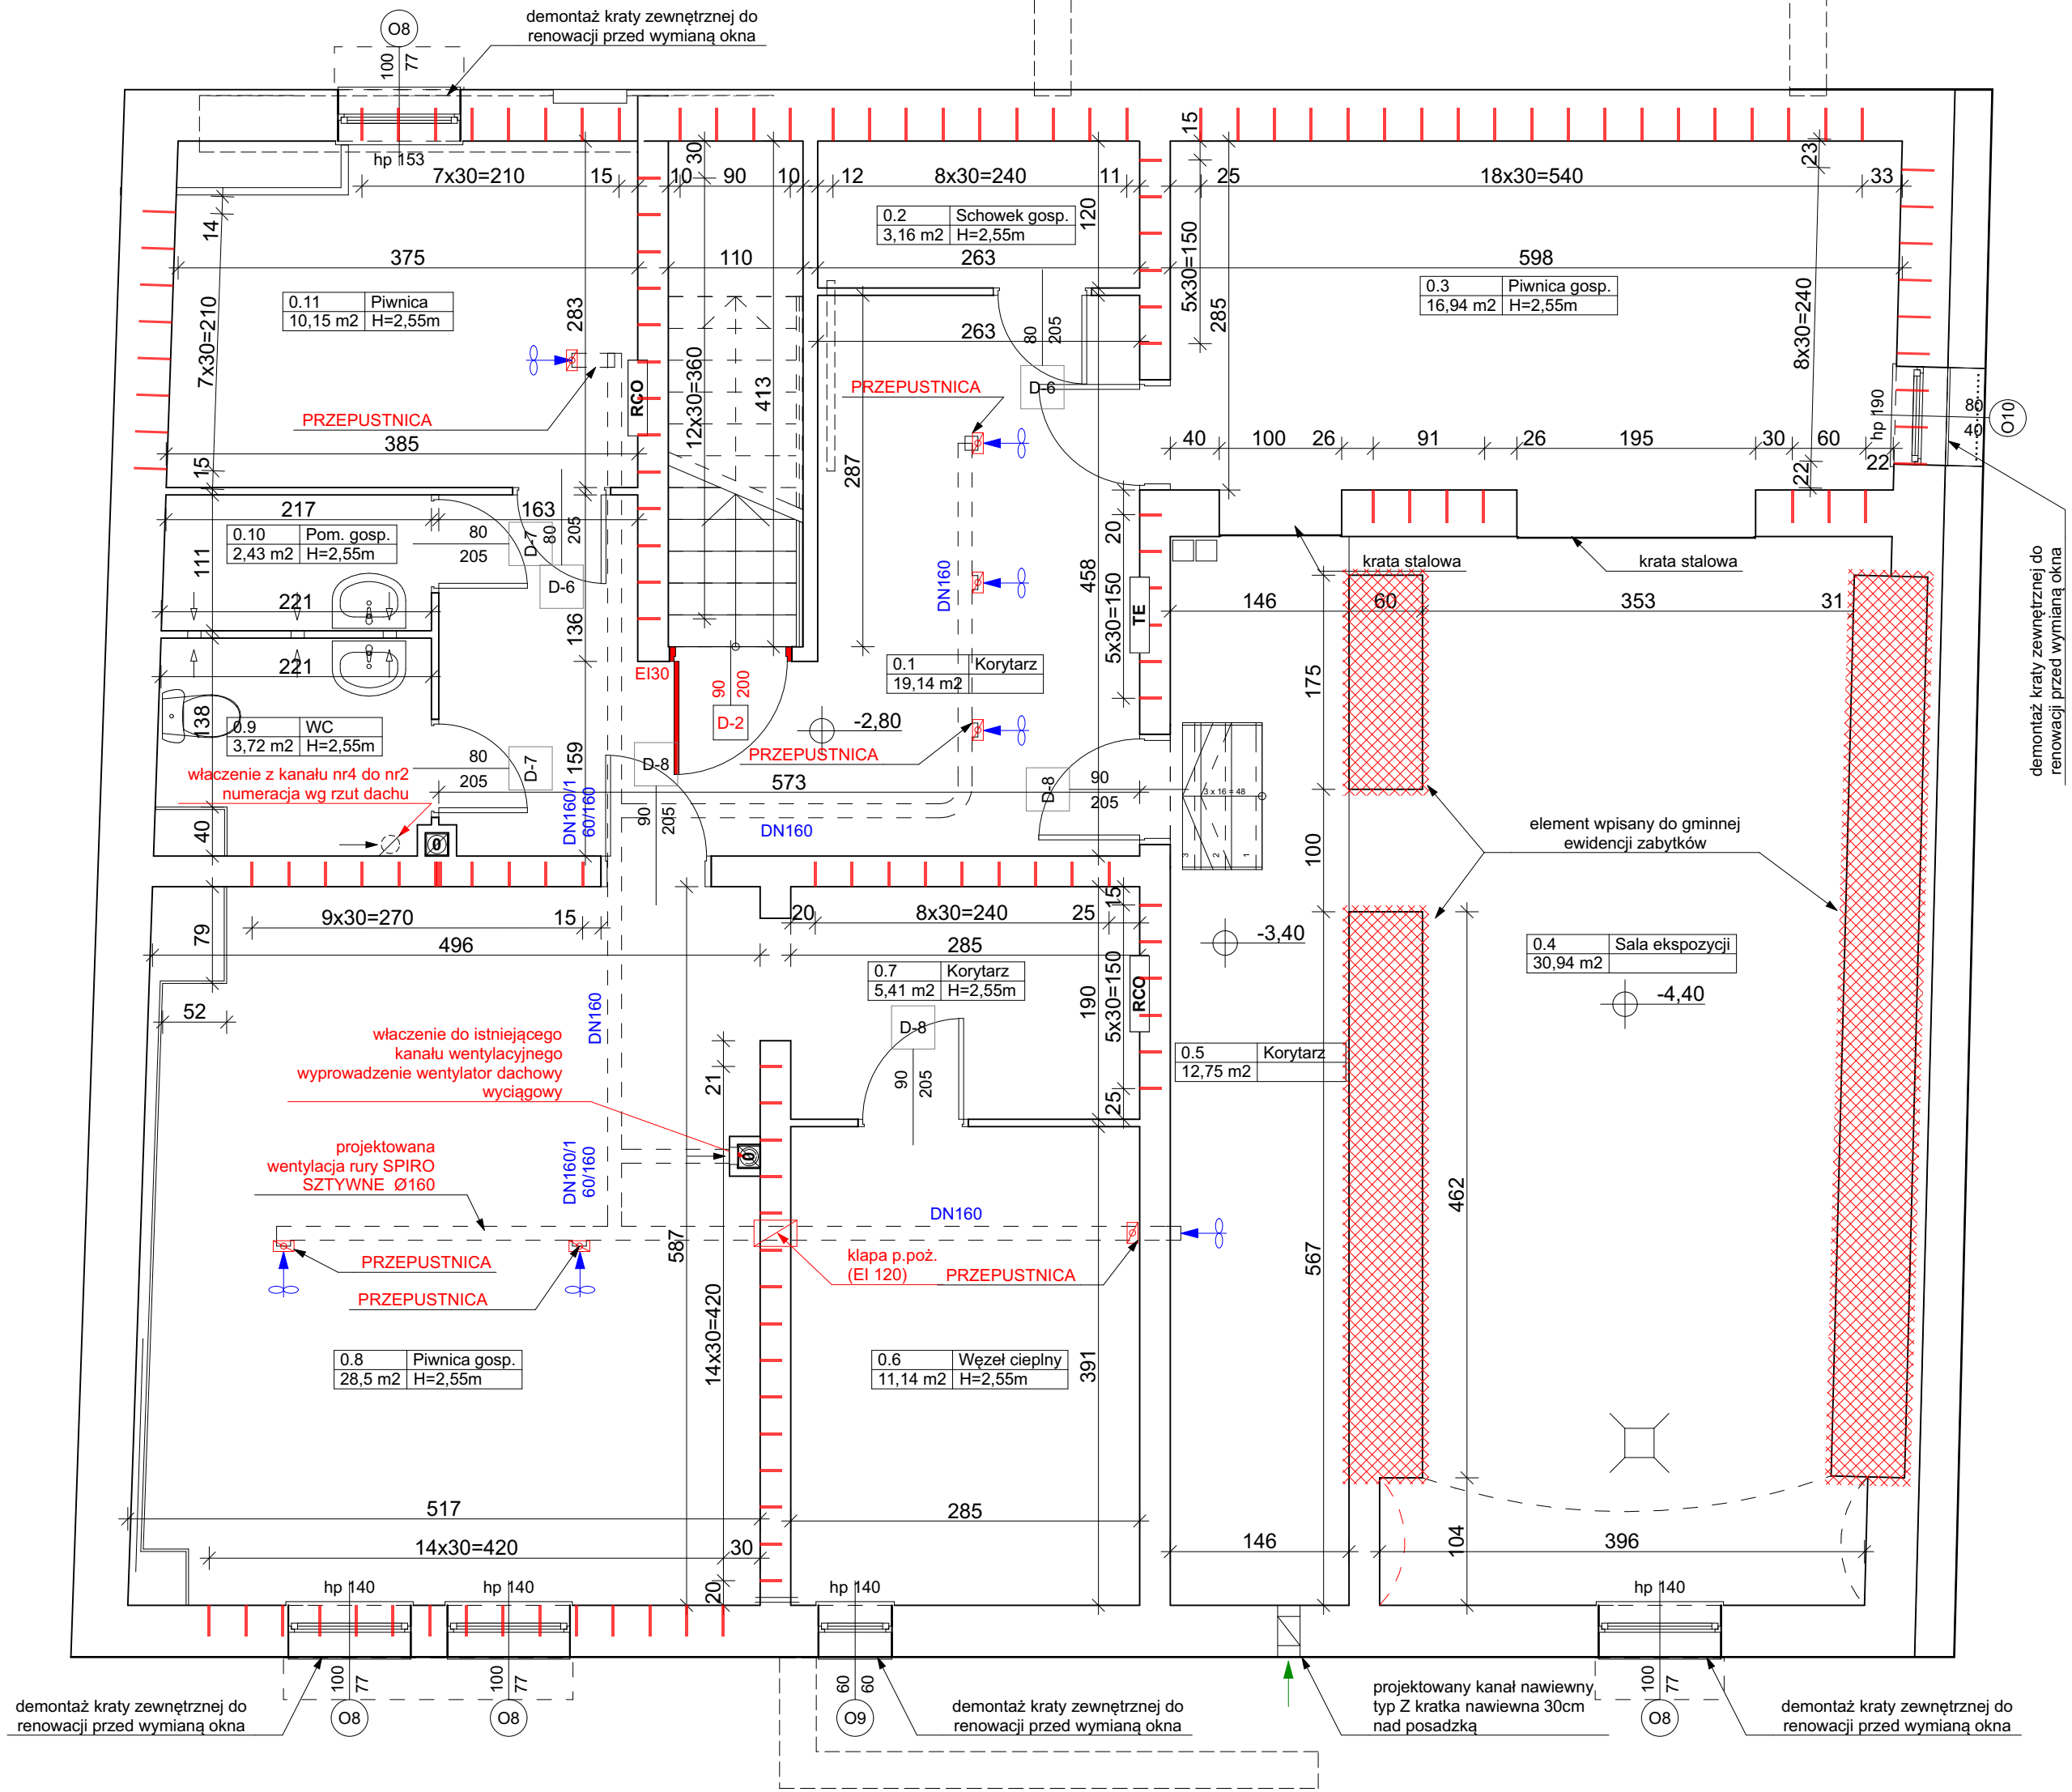 O8
100
77
demontaż kraty zewnętrznej do
renowacji przed wymianą okna
hp 153
7x30=210
15
10
90
10
12
8x30=240
11
25
18x30=540
33
30
15
23
14
120
0.2 Schowek gosp.
3,16 m2 H=2,55m
5x30=150
375
110
263
598
0.11 Piwnica
10,15 m2 H=2,55m
0.3 Piwnica gosp.
16,94 m2 H=2,55m
7x30=210
283
285
8x30=240
263
80
205
12x30=360
413
RCO
PRZEPUSTNICA
PRZEPUSTNICA
D-6
hp 190
80
40
O10
385
15
287
40
100
26
91
26
195
30
60
22
22
217
163
80
205
D-7
80
205
0.10 Pom. gosp.
2,43 m2 H=2,55m
111
D-6
221
20
458
DN160
5x30=150
TE
krata stalowa
krata stalowa
demontaż kraty zewnętrznej do
renowacji przed wymianą okna
146
60
353
31
136
221
EI30
90
200
D-2
0.1 Korytarz
19,14 m2
175
138
0.9 WC
3,72 m2 H=2,55m
-2,80
80
205
D-7
159
D-8
PRZEPUSTNICA
D-8
90
205
3 x 16 = 48
3
2
1
włączenie z kanału nr4 do nr2
numeracja wg rzut dachu
573
DN160/1
60/160
90
205
DN160
40
100
element wpisany do gminnej
ewidencji zabytków
79
9x30=270
15
20
8x30=240
25
15
496
285
-3,40
0.4 Sala ekspozycji
30,94 m2
-4,40
0.7 Korytarz
5,41 m2 H=2,55m
190
5x30=150
RCO
52
DN160
D-8
90
205
włączenie do istniejącego
kanału wentylacyjnego
wyprowadzenie wentylator dachowy
wyciągowy
21
25
0.5 Korytarz
12,75 m2
projektowana
wentylacja rury SPIRO
SZTYWNE Ø160
DN160/1
60/160
DN160
462
587
567
PRZEPUSTNICA
PRZEPUSTNICA
klapa p.poż.
(EI 120)
PRZEPUSTNICA
14x30=420
0.8 Piwnica gosp.
28,5 m2 H=2,55m
0.6 Węzeł cieplny
11,14 m2 H=2,55m
391
517
285
14x30=420
30
20
146
104
396
hp 140
hp 140
hp 140
hp 140
100
77
100
77
60
60
100
77
demontaż kraty zewnętrznej do
renowacji przed wymianą okna
O8
O8
O9
demontaż kraty zewnętrznej do
renowacji przed wymianą okna
projektowany kanał nawiewny
typ Z kratka nawiewna 30cm
nad posadzką
O8
demontaż kraty zewnętrznej do
renowacji przed wymianą okna